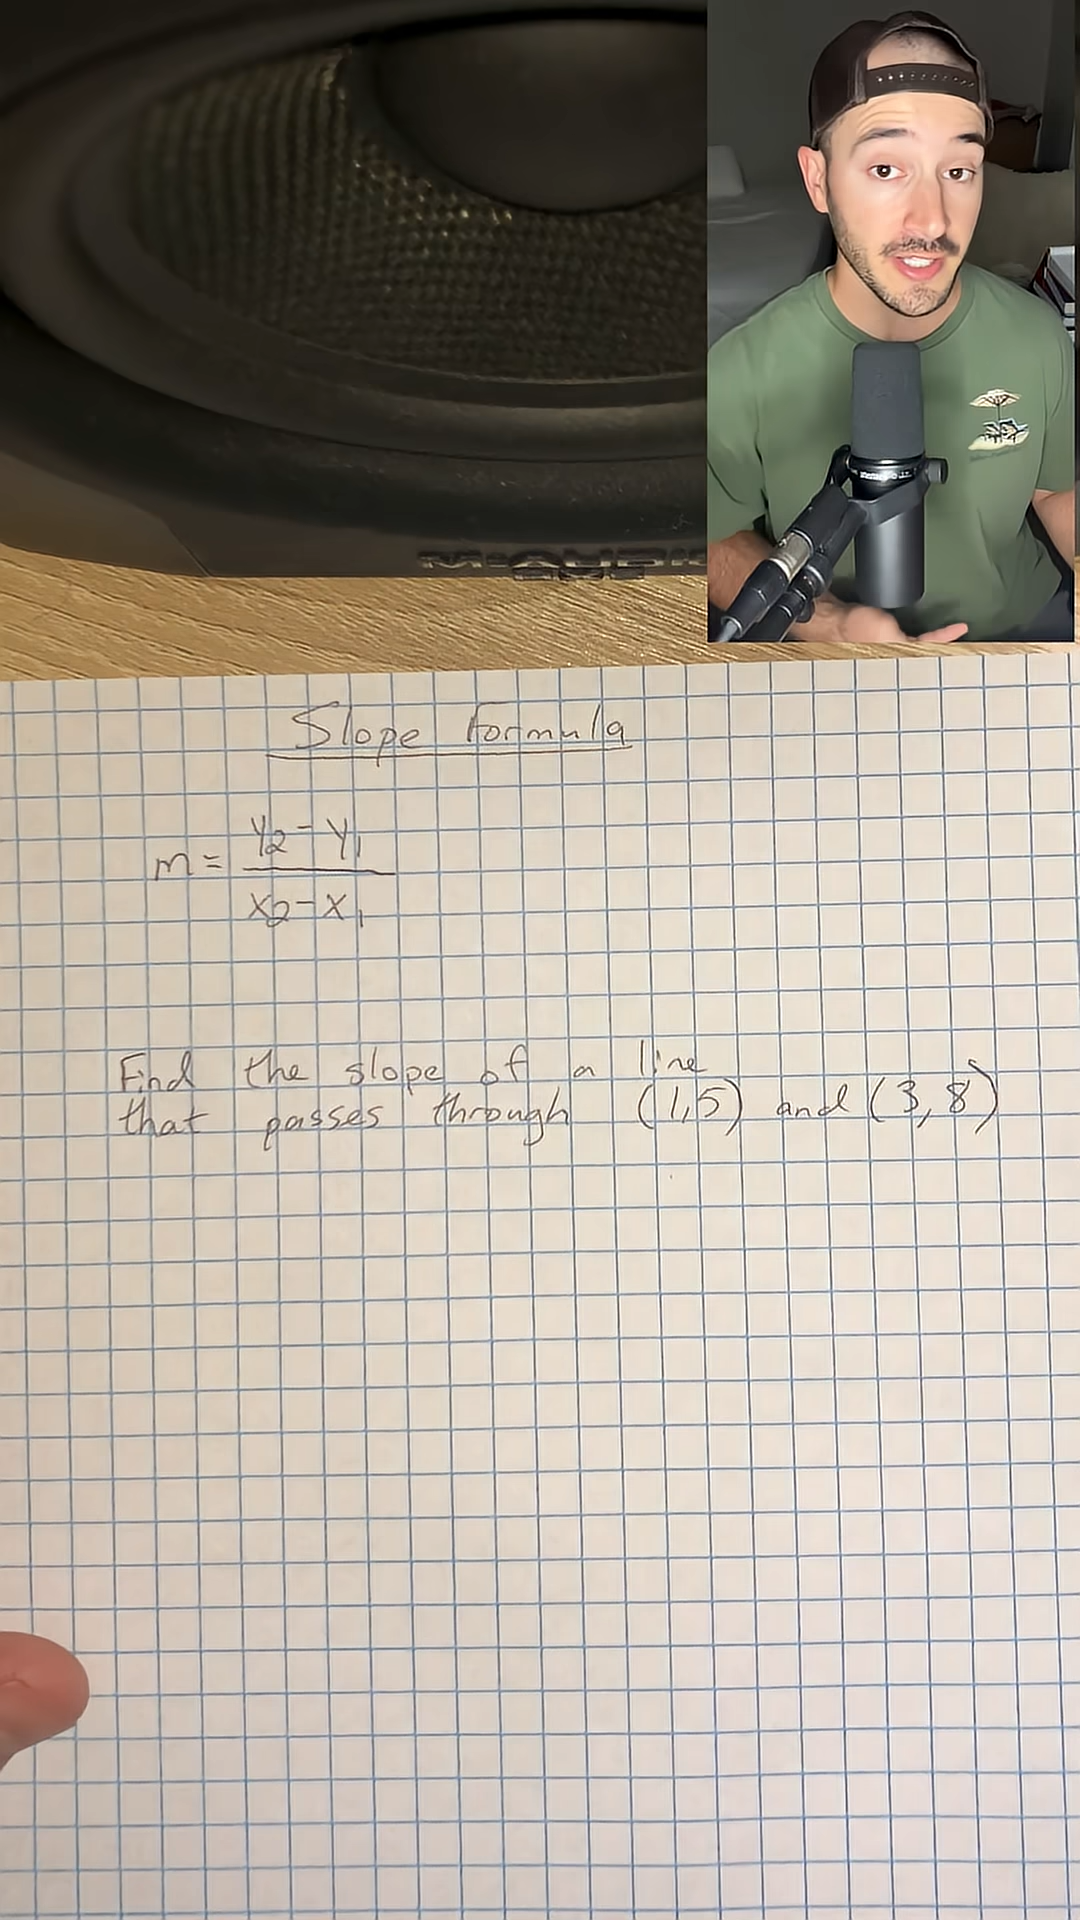 M-AUDIO
Slope Formula
m = y₂ - y₁
x₂ - x₁
Find the slope of a line
that passes through (1,5) and (3,8)